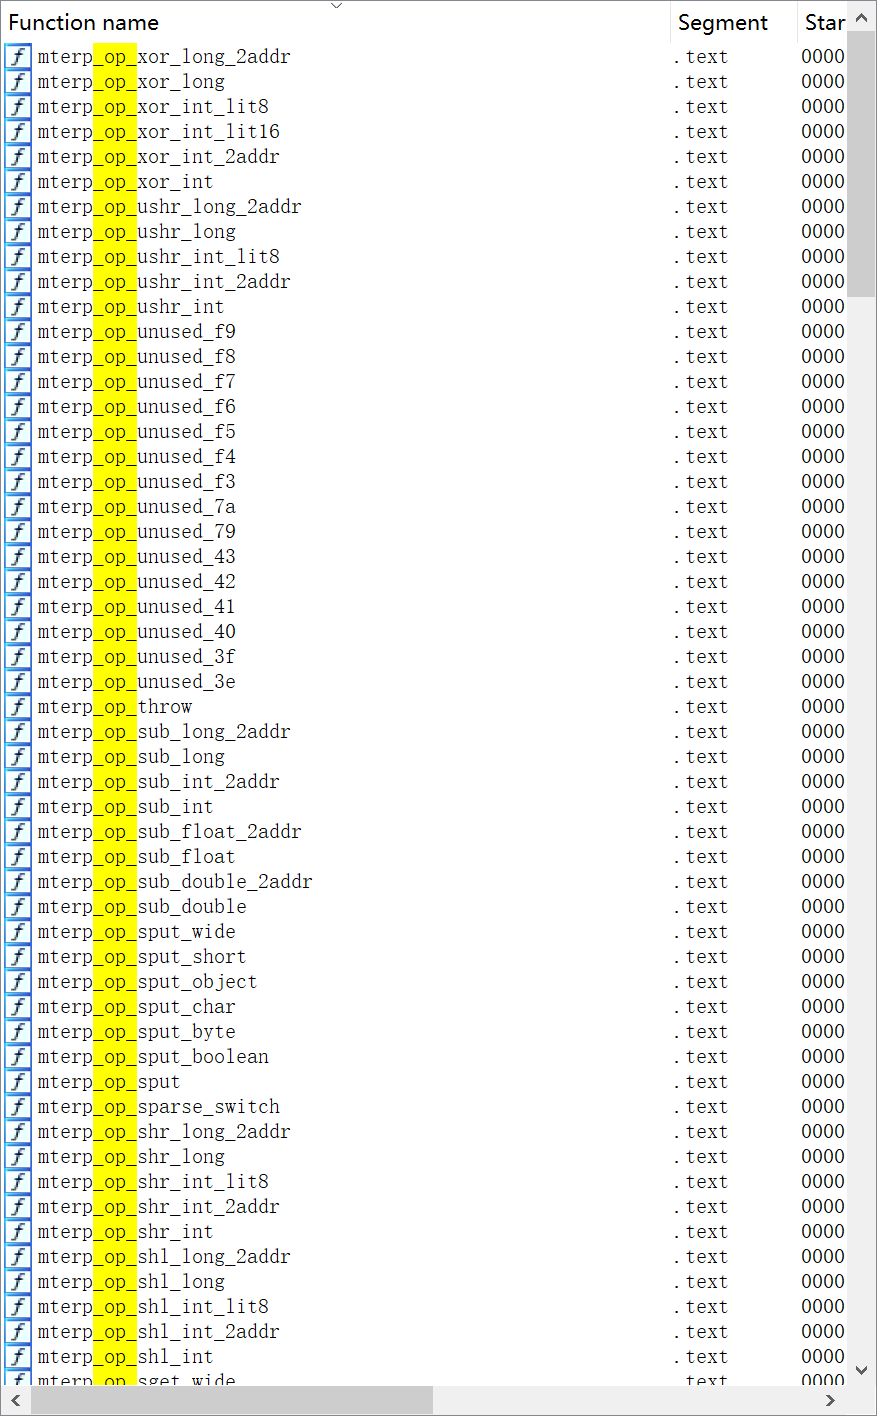 Function name Segment Star
mterp_op_xor_long_2addr .text 0000
mterp_op_xor_long .text 0000
mterp_op_xor_int_lit8 .text 0000
mterp_op_xor_int_lit16 .text 0000
mterp_op_xor_int_2addr .text 0000
mterp_op_xor_int .text 0000
mterp_op_ushr_long_2addr .text 0000
mterp_op_ushr_long .text 0000
mterp_op_ushr_int_lit8 .text 0000
mterp_op_ushr_int_2addr .text 0000
mterp_op_ushr_int .text 0000
mterp_op_unused_f9 .text 0000
mterp_op_unused_f8 .text 0000
mterp_op_unused_f7 .text 0000
mterp_op_unused_f6 .text 0000
mterp_op_unused_f5 .text 0000
mterp_op_unused_f4 .text 0000
mterp_op_unused_f3 .text 0000
mterp_op_unused_7a .text 0000
mterp_op_unused_79 .text 0000
mterp_op_unused_43 .text 0000
mterp_op_unused_42 .text 0000
mterp_op_unused_41 .text 0000
mterp_op_unused_40 .text 0000
mterp_op_unused_3f .text 0000
mterp_op_unused_3e .text 0000
mterp_op_throw .text 0000
mterp_op_sub_long_2addr .text 0000
mterp_op_sub_long .text 0000
mterp_op_sub_int_2addr .text 0000
mterp_op_sub_int .text 0000
mterp_op_sub_float_2addr .text 0000
mterp_op_sub_float .text 0000
mterp_op_sub_double_2addr .text 0000
mterp_op_sub_double .text 0000
mterp_op_sput_wide .text 0000
mterp_op_sput_short .text 0000
mterp_op_sput_object .text 0000
mterp_op_sput_char .text 0000
mterp_op_sput_byte .text 0000
mterp_op_sput_boolean .text 0000
mterp_op_sput .text 0000
mterp_op_sparse_switch .text 0000
mterp_op_shr_long_2addr .text 0000
mterp_op_shr_long .text 0000
mterp_op_shr_int_lit8 .text 0000
mterp_op_shr_int_2addr .text 0000
mterp_op_shr_int .text 0000
mterp_op_shl_long_2addr .text 0000
mterp_op_shl_long .text 0000
mterp_op_shl_int_lit8 .text 0000
mterp_op_shl_int_2addr .text 0000
mterp_op_shl_int .text 0000
mterp_op_sget_wide .text 0000